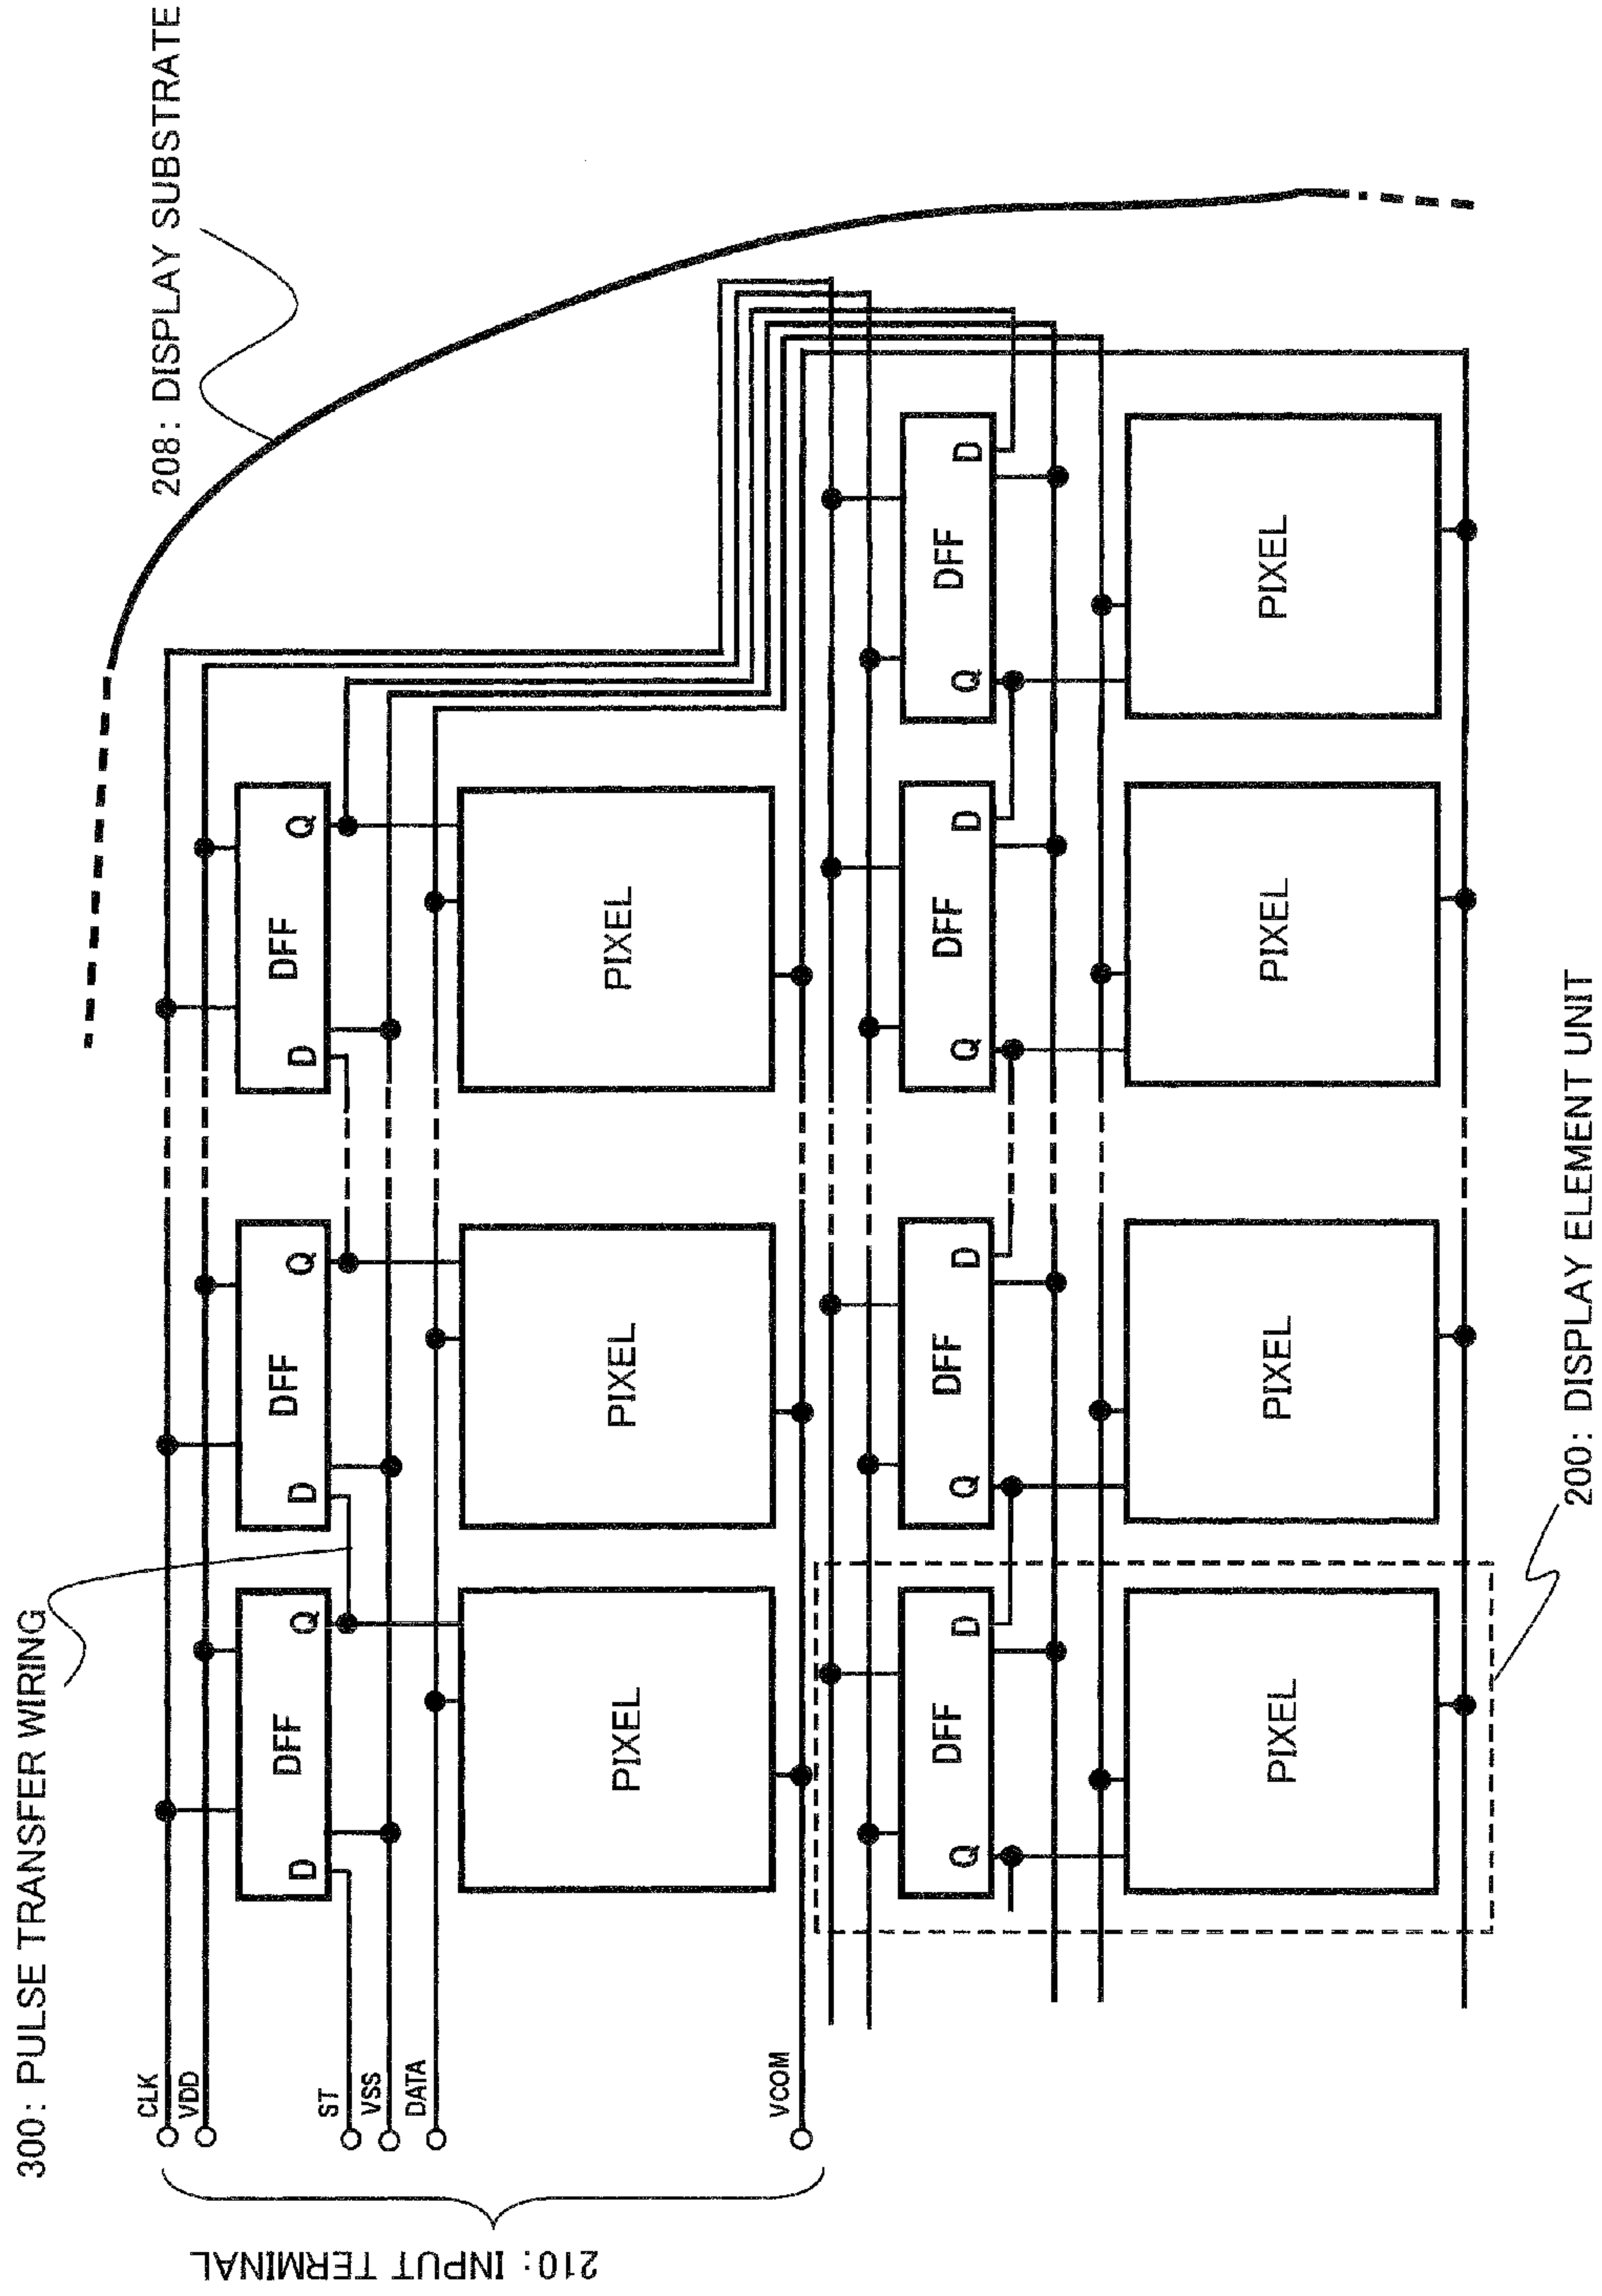 208: DISPLAY SUBSTRATE
300: PULSE TRANSFER WIRING
CLK
VDD
ST
VSS
DATA
VCOM
210: INPUT TERMINAL
D
DFF
Q
D
DFF
Q
D
DFF
Q
PIXEL
PIXEL
PIXEL
Q
DFF
D
Q
DFF
D
Q
DFF
D
Q
DFF
D
PIXEL
PIXEL
PIXEL
PIXEL
200: DISPLAY ELEMENT UNIT